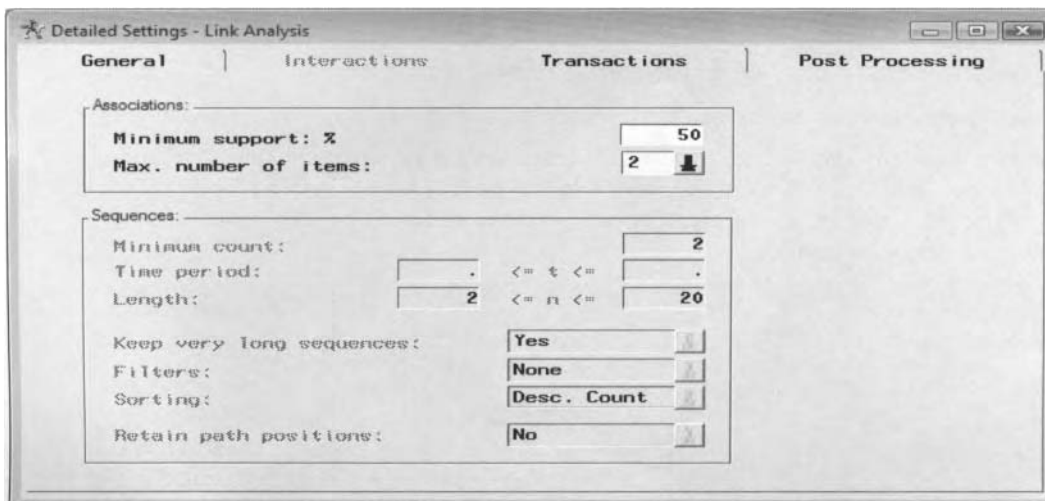 Detailed Settings - Link Analysis
General Interactions Transactions Post Processing
Associations:
Minimum support: % 50
Max. number of items: 2
Sequences:
Minimum count: 2
Time period: . <= t <= .
Length: 2 <= n <= 20
Keep very long sequences: Yes
Filters: None
Sorting: Desc. Count
Retain path positions: No